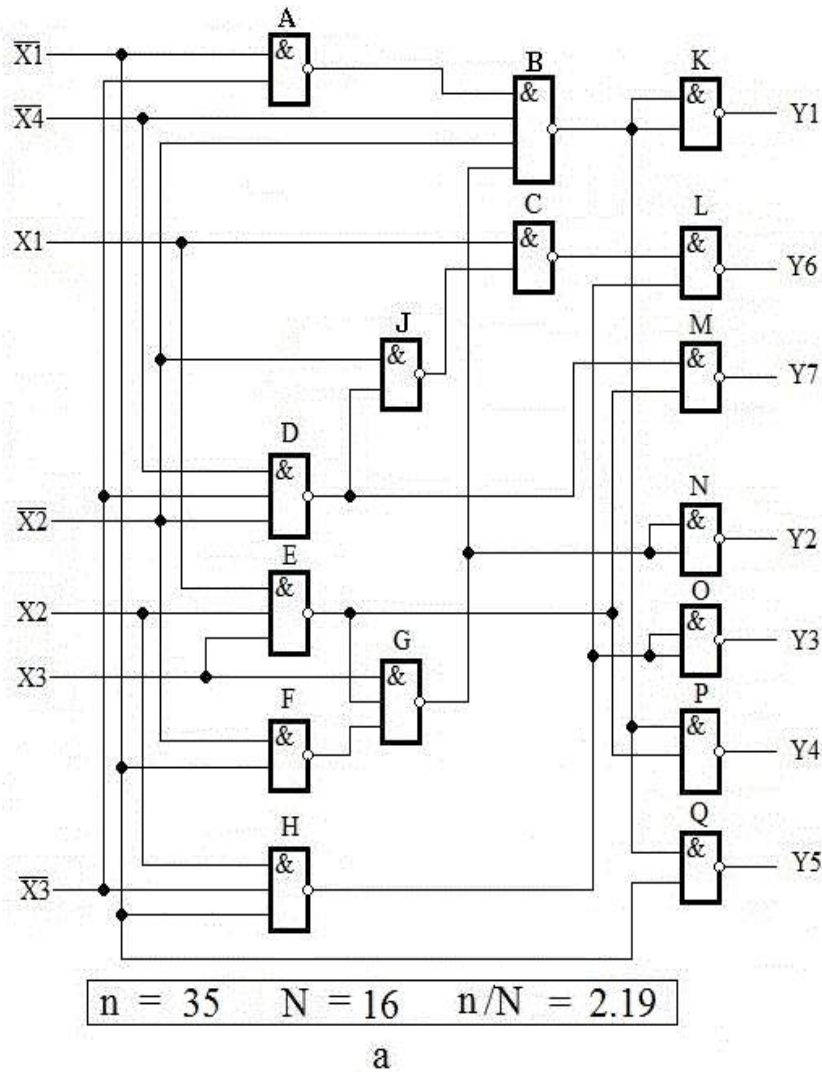 A
X̅1̅ & B K
& & Y1
X̅4̅
C L
X1 & & Y6
J M
& & Y7
D
&
N
X̅2̅ & Y2
E
& O
X2 & Y3
G
X3 & P
F & Y4
&
Q
H & Y5
&
X̅3̅
n = 35 N = 16 n/N = 2.19
a